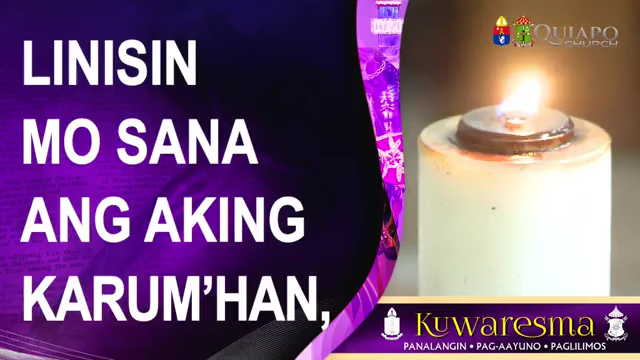 LINISIN
MO SANA
ANG AKING
KARUM’HAN,
QUIAPO
CHURCH
Kuwaresma
PANALANGIN • PAG-AAYUNO • PAGLILIMOS